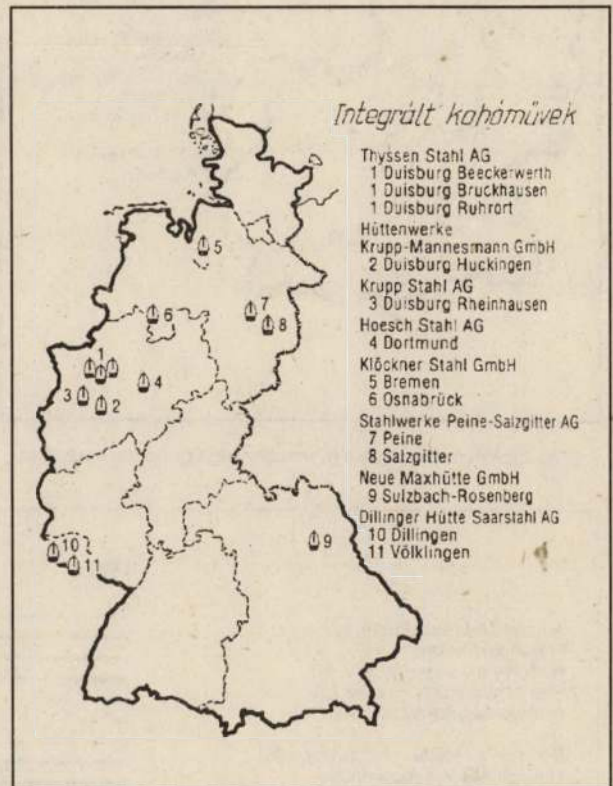 Integrált kohóművek
Thyssen Stahl AG
1 Duisburg Beeckerwerth
1 Duisburg Bruckhausen
1 Duisburg Ruhrort
Hüttenwerke
Krupp-Mannesmann GmbH
2 Duisburg Huckingen
Krupp Stahl AG
3 Duisburg Rheinhausen
Hoesch Stahl AG
4 Dortmund
Klöckner Stahl GmbH
5 Bremen
6 Osnabrück
Stahlwerke Peine-Salzgitter AG
7 Peine
8 Salzgitter
Neue Maxhütte GmbH
9 Sulzbach-Rosenberg
Dillinger Hütte Saarstahl AG
10 Dillingen
11 Völklingen
5
6
7
8
1
3
4
2
10
11
9